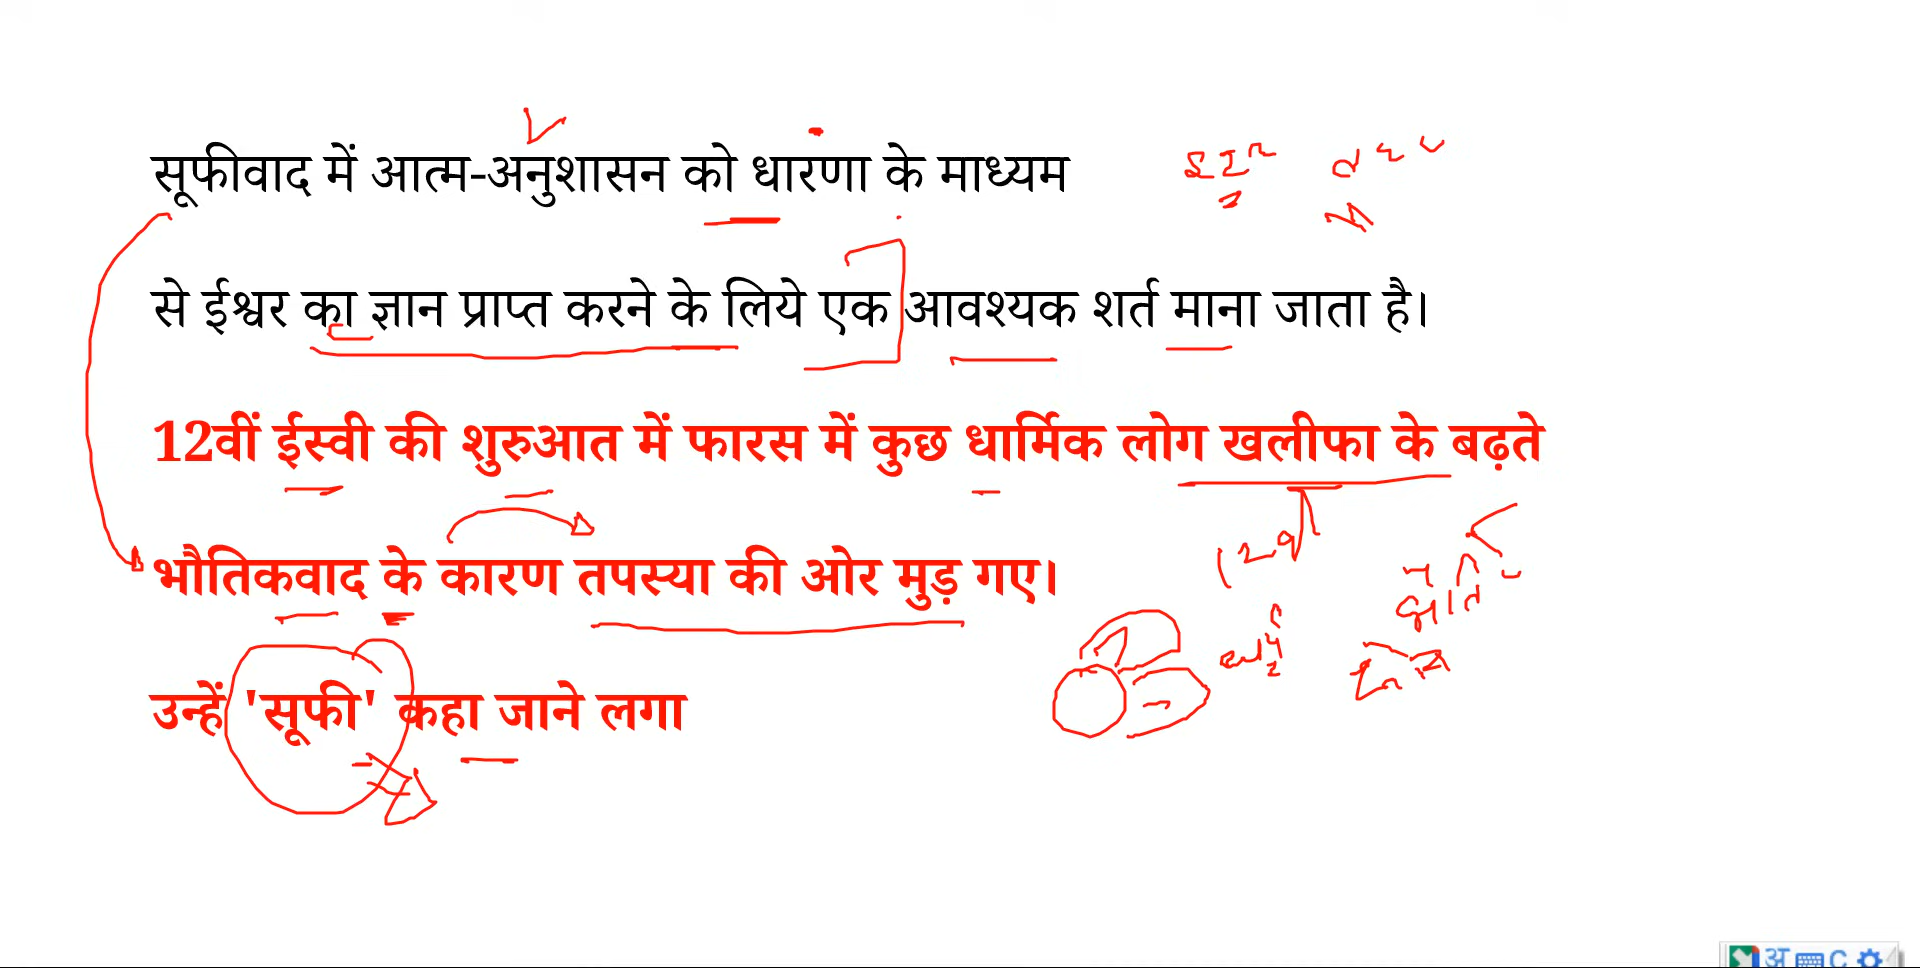 सूफीवाद में आत्म-अनुशासन को धारणा के माध्यम
से ईश्वर का ज्ञान प्राप्त करने के लिये एक आवश्यक शर्त माना जाता है।
12वीं ईस्वी की शुरुआत में फारस में कुछ धार्मिक लोग खलीफा के बढ़ते
भौतिकवाद के कारण तपस्या की ओर मुड़ गए।
उन्हें 'सूफी' कहा जाने लगा